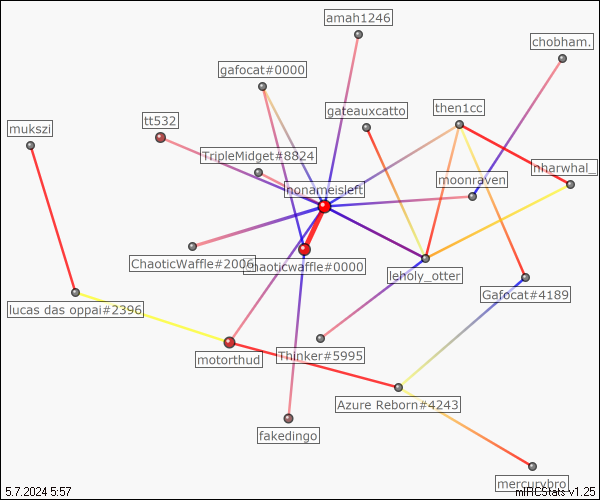 amah1246
chobham.
gafocat#0000
gateauxcatto
then1cc
tt532
mukszi
TripleMidget#8824
nharwhal_
honameisleft
moonraven
ChaoticWaffle#2006
Chaoticwaffle#0000
leholy_otter
Gafocat#4189
lucas das oppai#2396
motorthud
Thinker#5995
Azure Reborn#4243
fakedingo
mercurybro
5.7.2024 5:57
mIRCStats v1.25